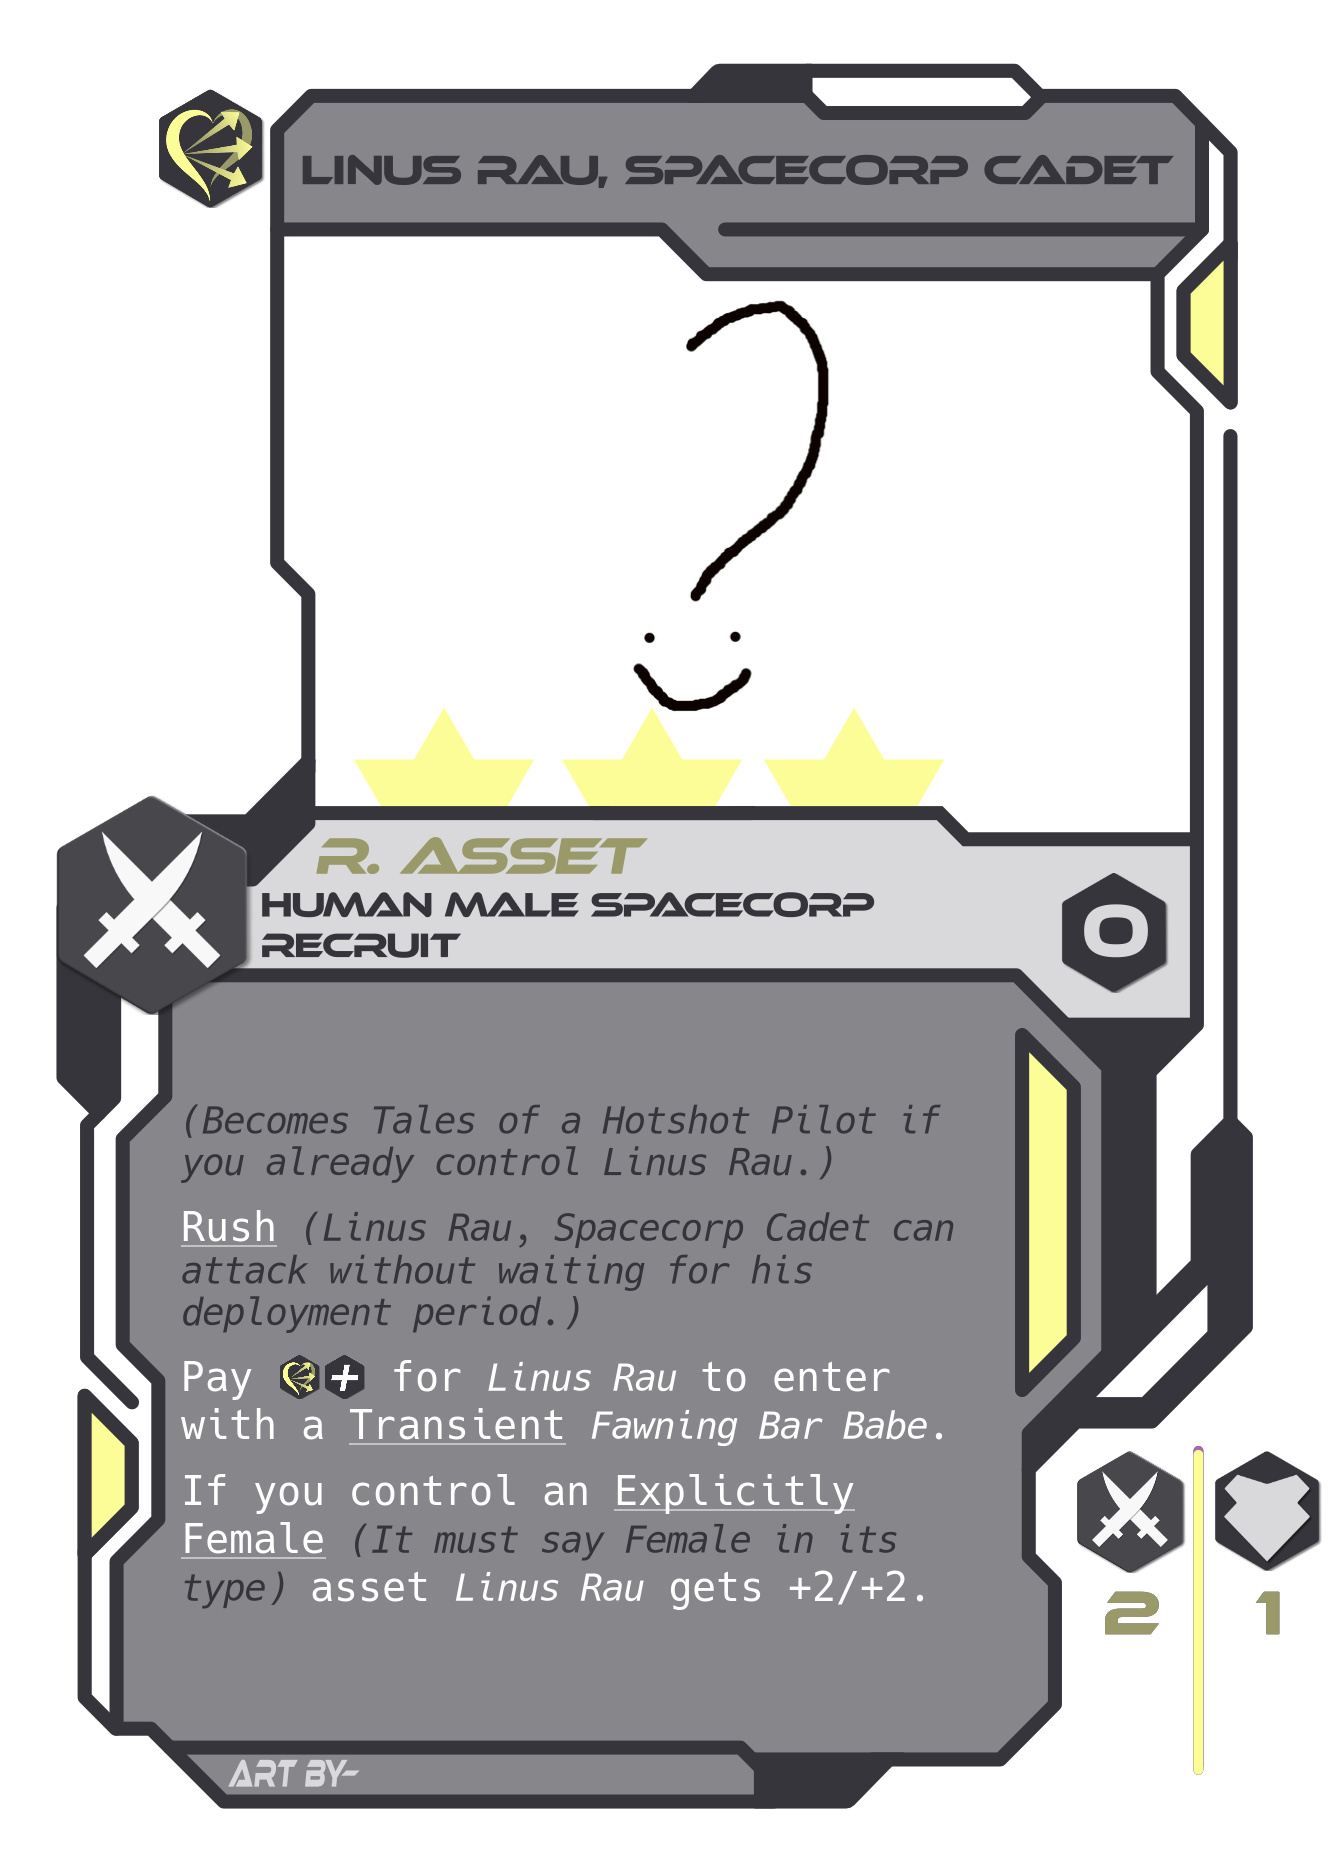 LINUS RAU, SPACECORP CADET
R. ASSET
HUMAN MALE SPACECORP
RECRUIT
0
(Becomes Tales of a Hotshot Pilot if
you already control Linus Rau.)
Rush (Linus Rau, Spacecorp Cadet can
attack without waiting for his
deployment period.)
Pay + for Linus Rau to enter
with a Transient Fawning Bar Babe.
If you control an Explicitly
Female (It must say Female in its
type) asset Linus Rau gets +2/+2.
2 1
ART BY-